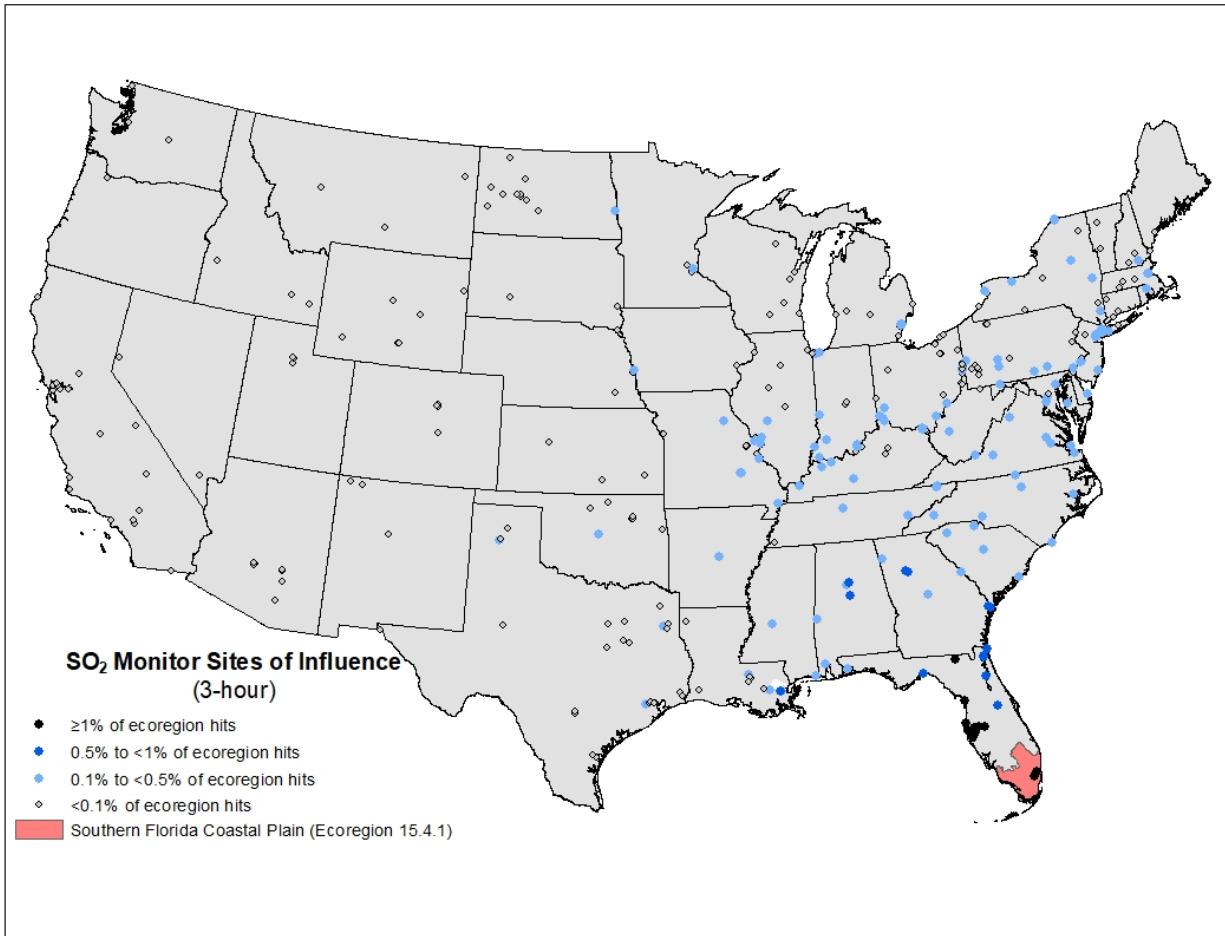 SO₂ Monitor Sites of Influence
(3-hour)
≥1% of ecoregion hits
0.5% to <1% of ecoregion hits
0.1% to <0.5% of ecoregion hits
<0.1% of ecoregion hits
Southern Florida Coastal Plain (Ecoregion 15.4.1)